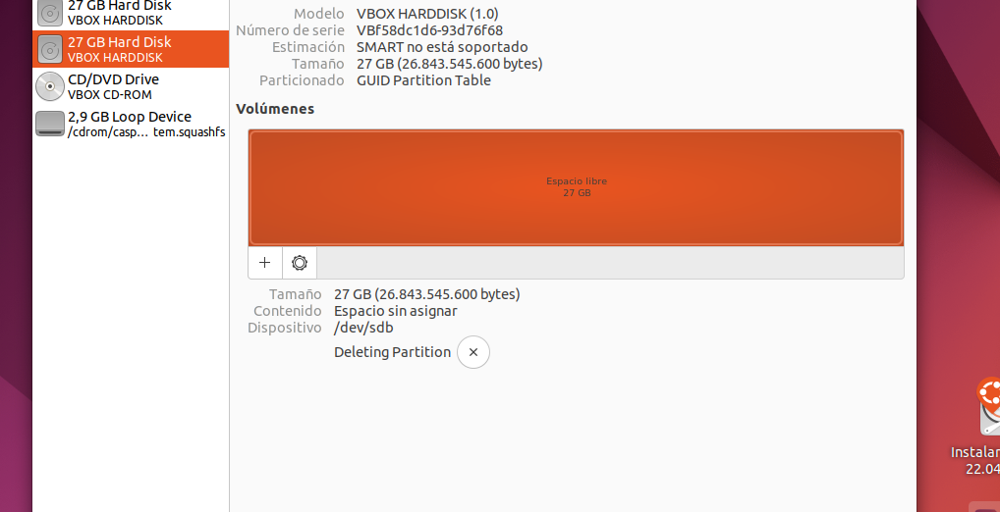 27 GB Hard Disk
VBOX HARDDISK
27 GB Hard Disk
VBOX HARDDISK
CD/DVD Drive
VBOX CD-ROM
2,9 GB Loop Device
/cdrom/casp... tem.squashfs
Modelo VBOX HARDDISK (1.0)
Número de serie VBf58dc1d6-93d76f68
Estimación SMART no está soportado
Tamaño 27 GB (26.843.545.600 bytes)
Particionado GUID Partition Table
Volúmenes
Espacio libre
27 GB
Tamaño 27 GB (26.843.545.600 bytes)
Contenido Espacio sin asignar
Dispositivo /dev/sdb
Deleting Partition
Instalar
22.04